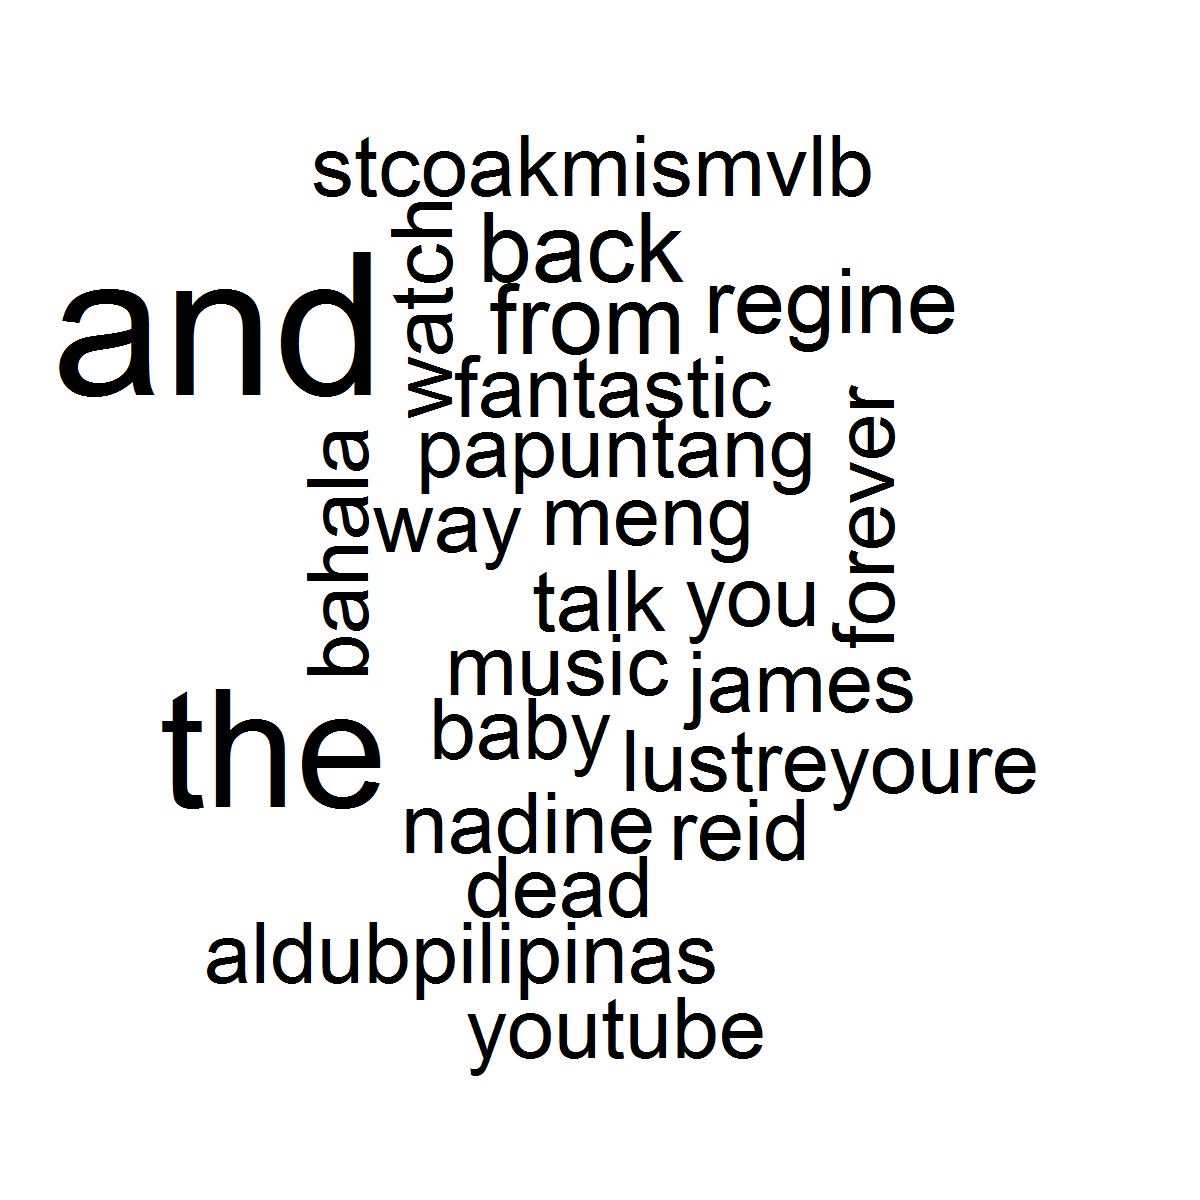 stcoakmismvlb
watch
back
and
from
regine
fantastic
papuntang
forever
bahala
way
meng
talk
you
music
james
the
baby
lustreyoure
nadine
reid
dead
aldubpilipinas
youtube